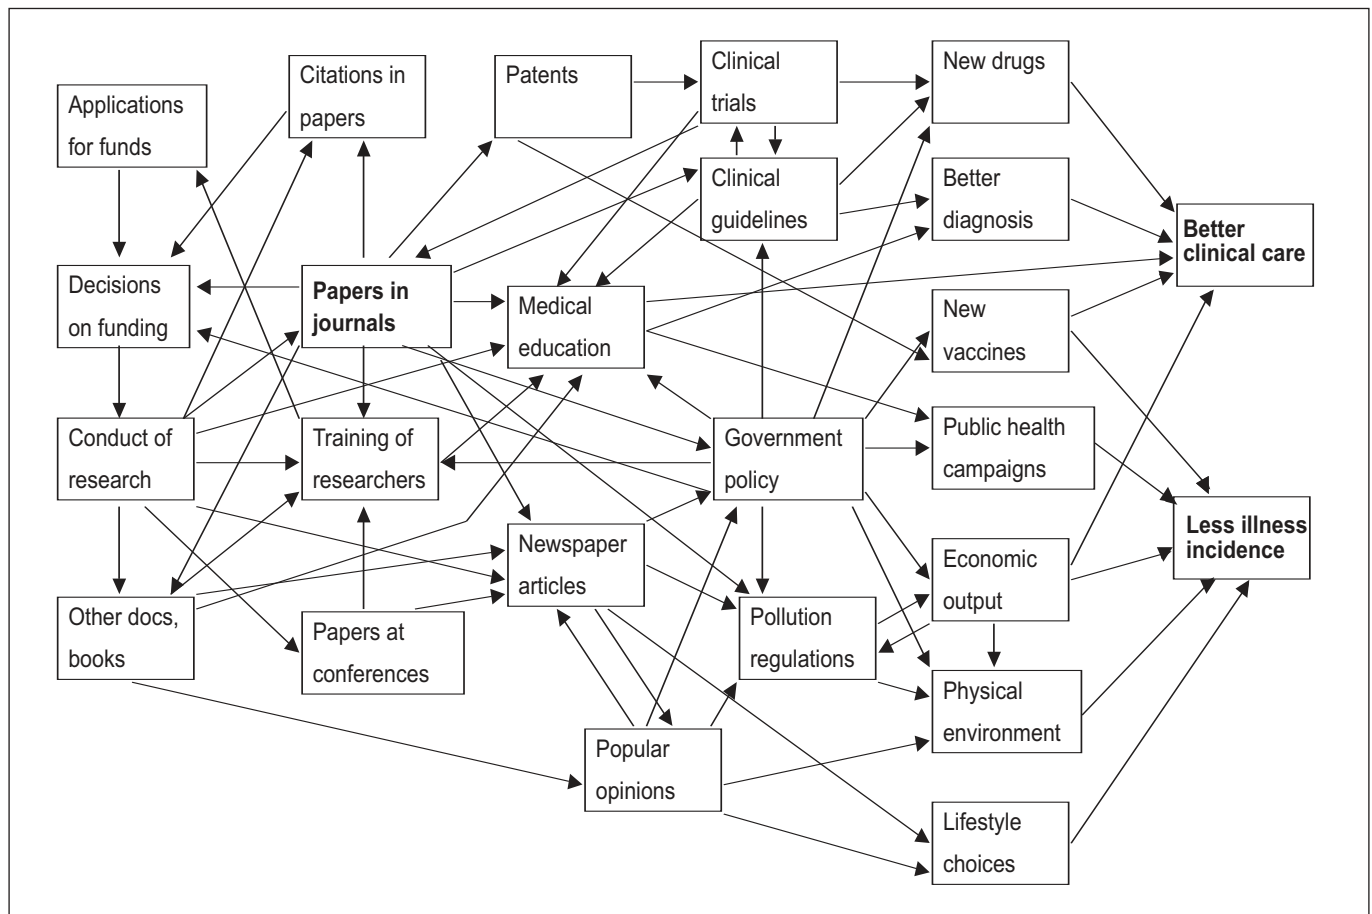 Applications
for funds
Citations in
papers
Patents
Clinical
trials
New drugs
Clinical
guidelines
Better
diagnosis
Better
clinical care
Decisions
on funding
Papers in
journals
Medical
education
New
vaccines
Conduct of
research
Training of
researchers
Government
policy
Public health
campaigns
Less illness
incidence
Newspaper
articles
Economic
output
Other docs,
books
Papers at
conferences
Pollution
regulations
Physical
environment
Popular
opinions
Lifestyle
choices